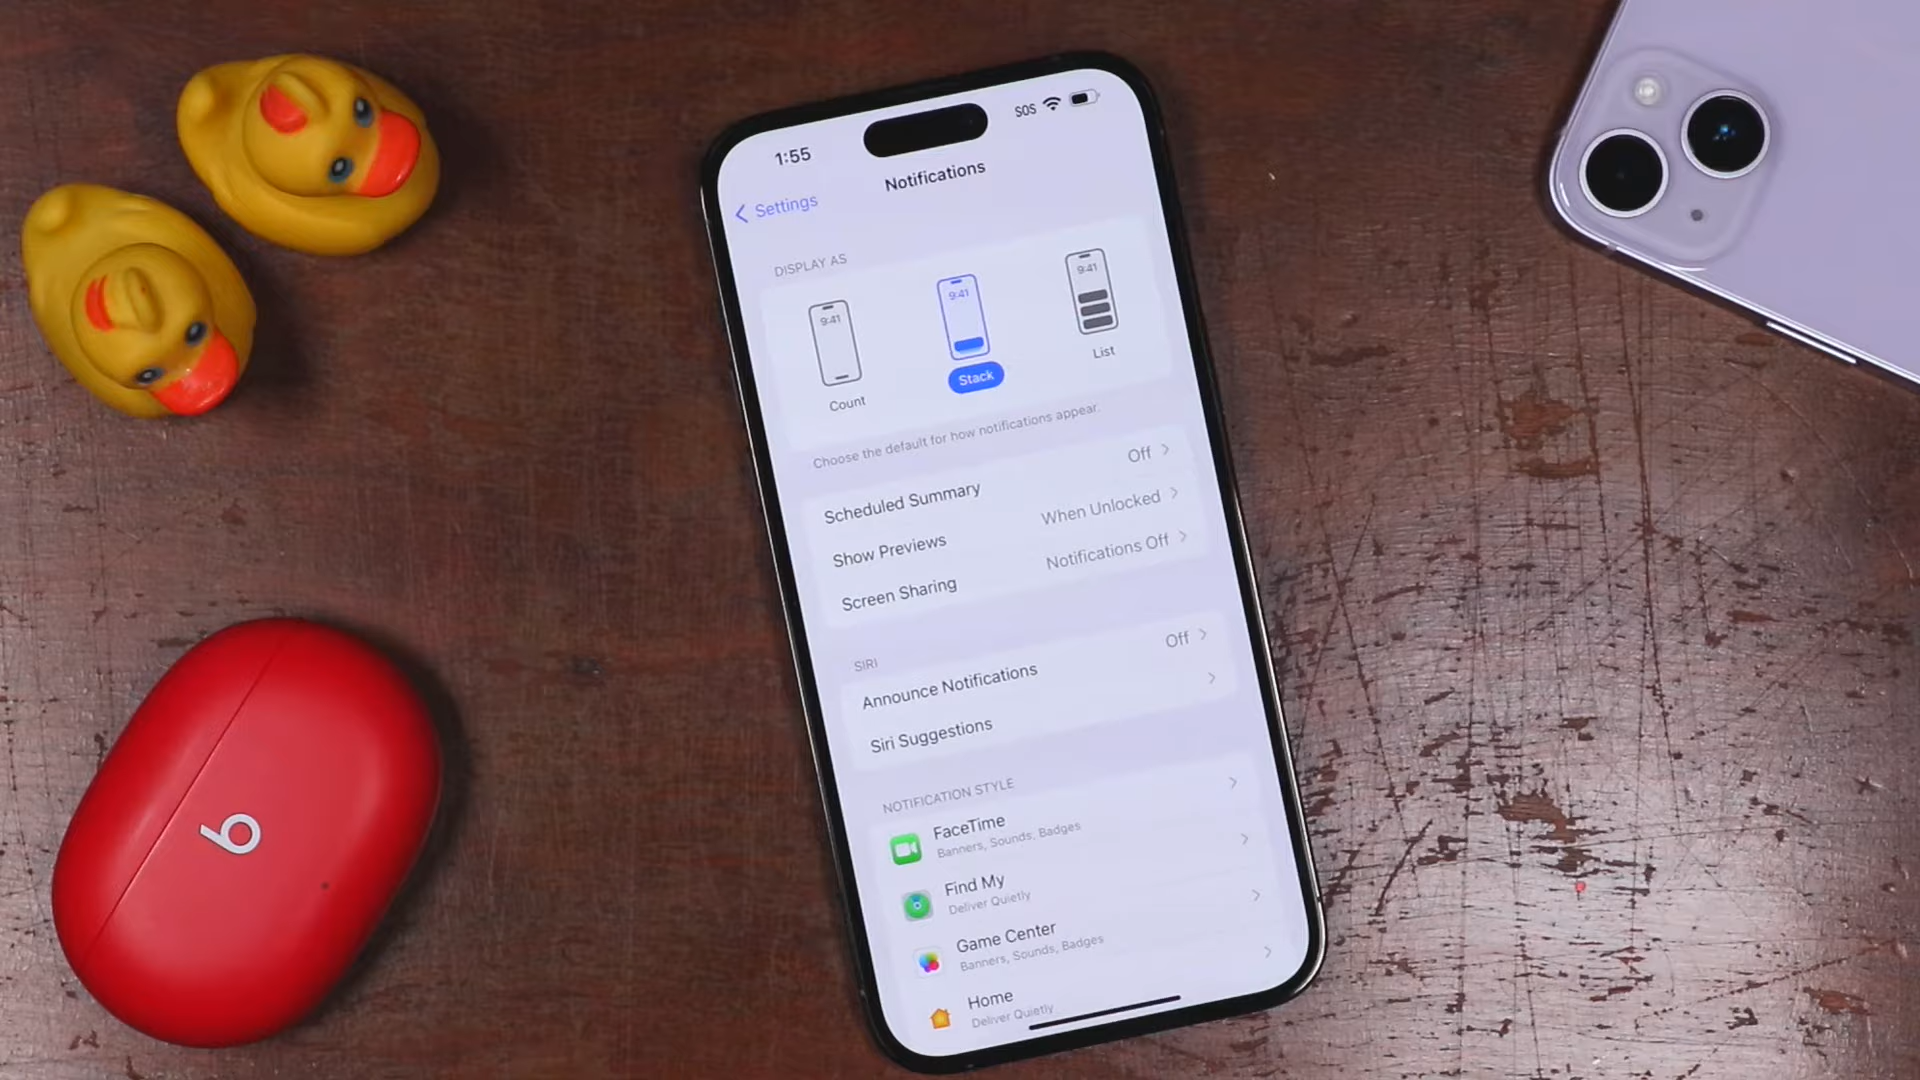 1:55
SOS
Notifications
Settings
DISPLAY AS
9:41
9:41
9:41
Count
Stack
List
Choose the default for how notifications appear.
Scheduled Summary Off
Show Previews When Unlocked
Screen Sharing Notifications Off
SIRI
Announce Notifications Off
Siri Suggestions
NOTIFICATION STYLE
FaceTime
Banners, Sounds, Badges
Find My
Deliver Quietly
Game Center
Banners, Sounds, Badges
Home
Deliver Quietly
b